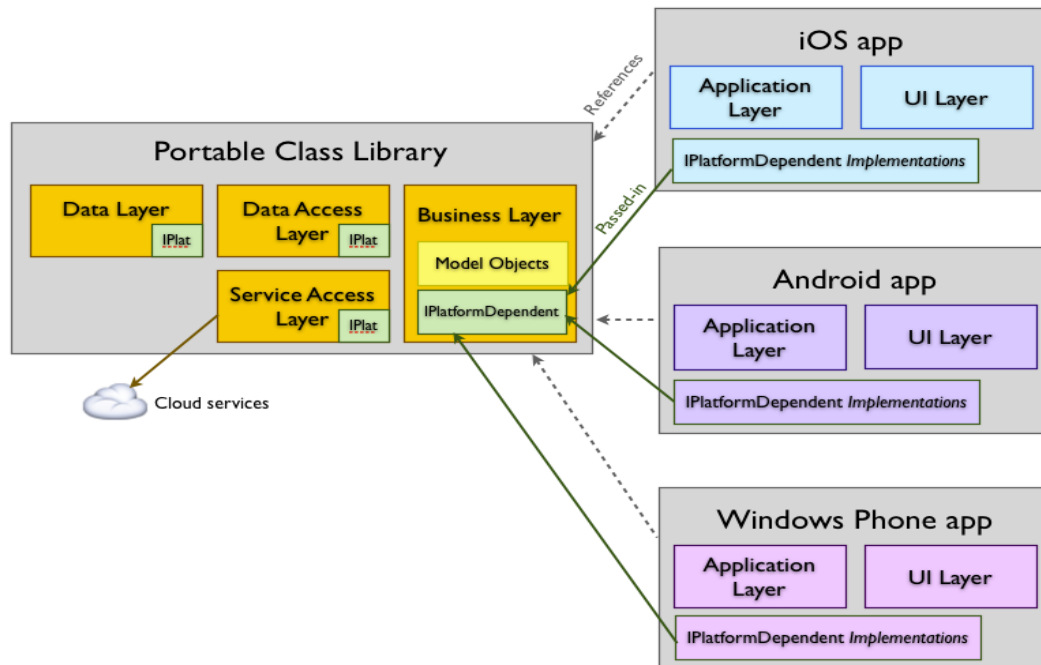 iOS app
Application
Layer
UI Layer
IPlatformDependent Implementations
References
Passed-in
Portable Class Library
Data Layer
IPlat
Data Access
Layer
IPlat
Business Layer
Model Objects
IPlatformDependent
Service Access
Layer
IPlat
Cloud services
Android app
Application
Layer
UI Layer
IPlatformDependent Implementations
Windows Phone app
Application
Layer
UI Layer
IPlatformDependent Implementations